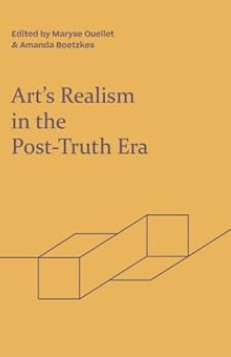 Edited by Maryse Ouellet
& Amanda Boetzkes
Art's Realism
in the
Post-Truth Era